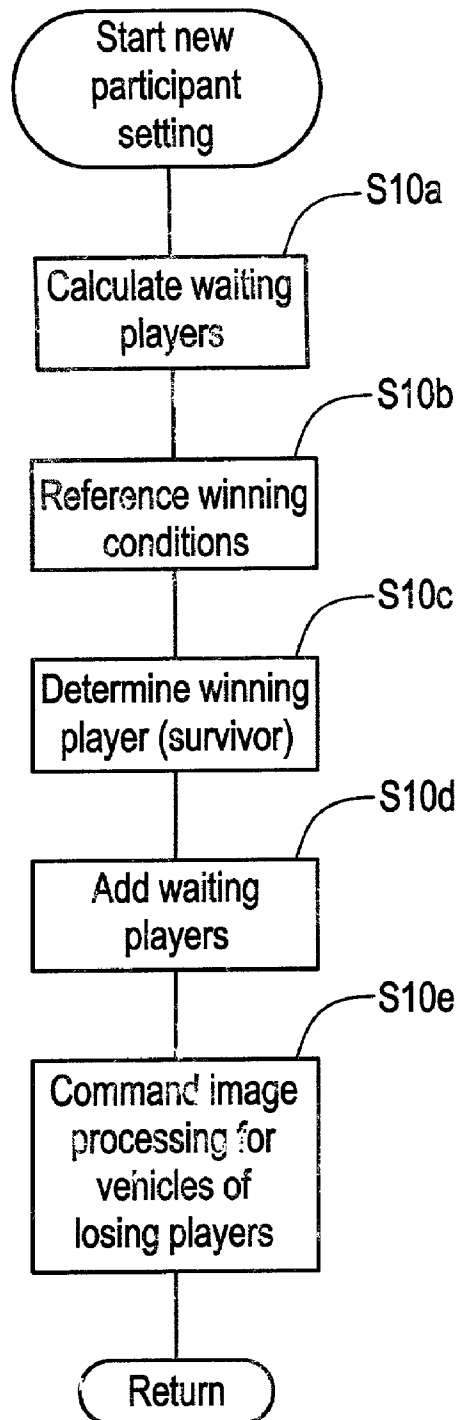 Start new
participant
setting
S10a
Calculate waiting
players
S10b
Reference winning
conditions
S10c
Determine winning
player (survivor)
S10d
Add waiting
players
S10e
Command image
processing for
vehicles of
losing players
Return